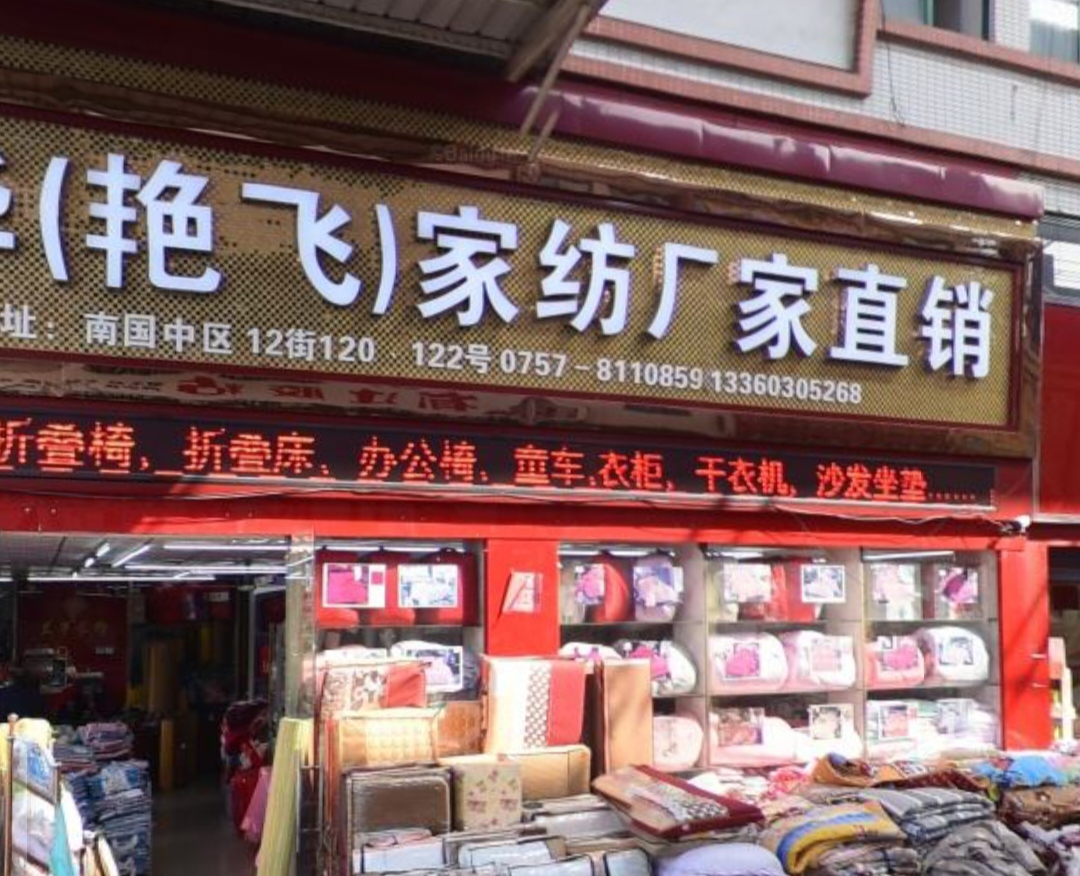 (艳飞)家纺厂家直销
址：南国中区 12街120、122号 0757-8110859 13360305268
折叠椅、折叠床、办公椅、童车、衣柜、干衣机、沙发坐垫......